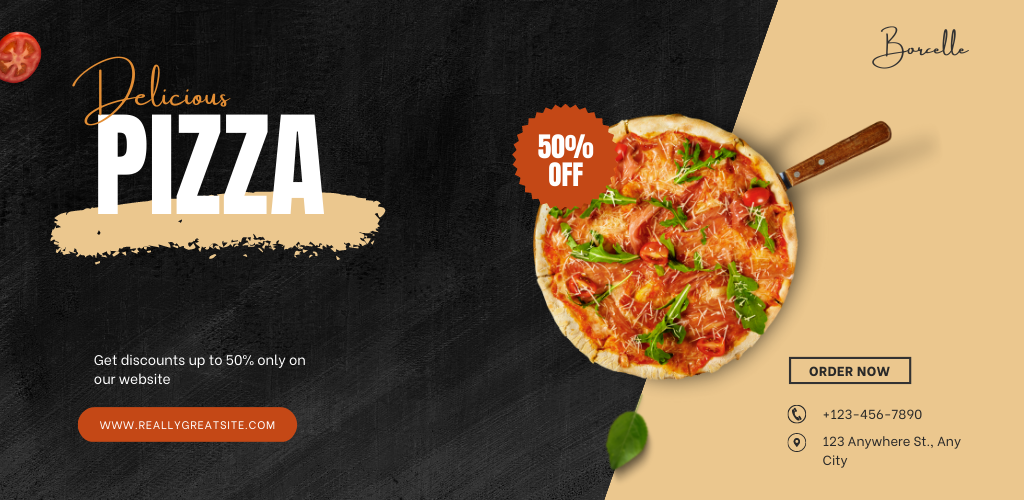 Borcelle
Delicious
PIZZA
50%
OFF
Get discounts up to 50% only on
our website
WWW.REALLYGREATSITE.COM
ORDER NOW
+123-456-7890
123 Anywhere St., Any
City